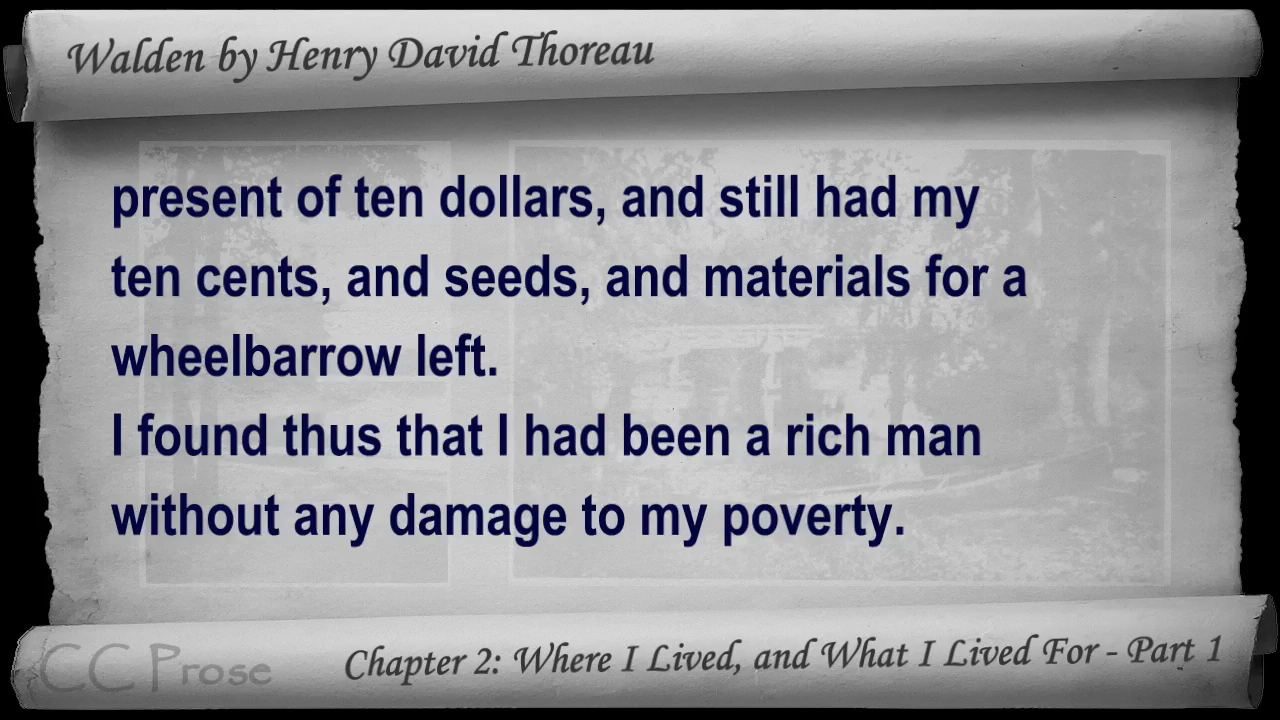 Walden by Henry David Thoreau
present of ten dollars, and still had my
ten cents, and seeds, and materials for a
wheelbarrow left.
I found thus that I had been a rich man
without any damage to my poverty.
CC Prose
Chapter 2: Where I Lived, and What I Lived For - Part 1